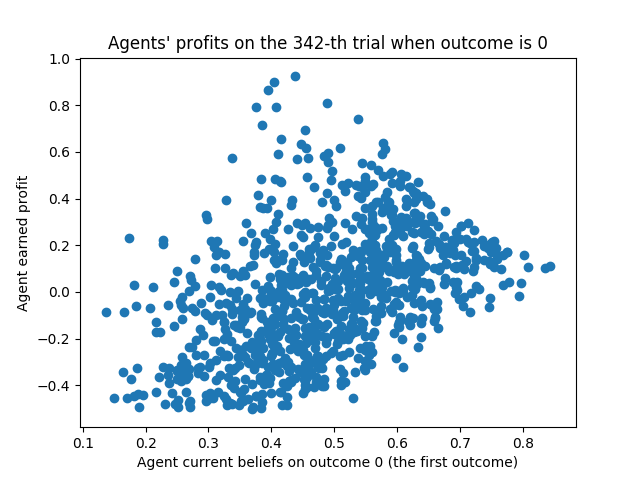 Agents' profits on the 342-th trial when outcome is 0
1.0
0.8
0.6
0.4
0.2
0.0
−0.2
−0.4
Agent earned profit
0.1 0.2 0.3 0.4 0.5 0.6 0.7 0.8
Agent current beliefs on outcome 0 (the first outcome)